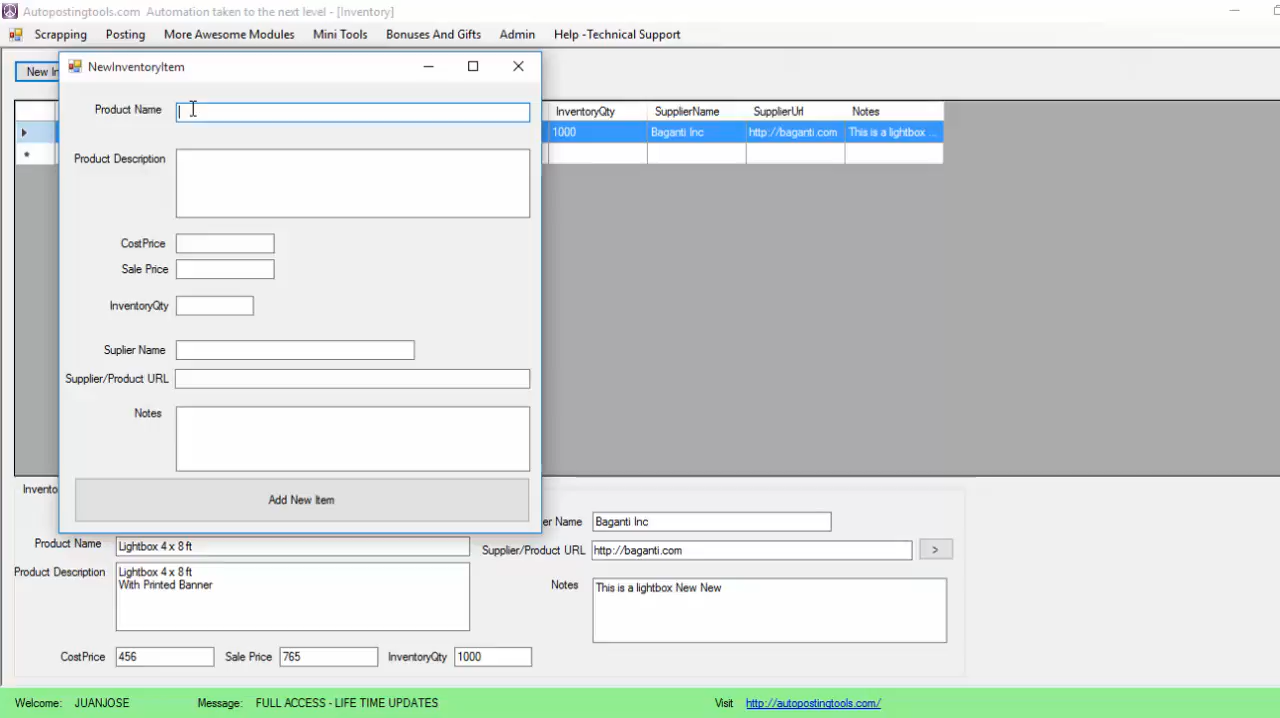 Autopostingtools.com  Automation taken to the next level - [Inventory]
Scrapping Posting More Awesome Modules Mini Tools Bonuses And Gifts Admin Help -Technical Support
New In
NewInventoryItem
Product Name
Product Description
CostPrice
Sale Price
InventoryQty
Suplier Name
Supplier/Product URL
Notes
Add New Item
InventoryQty SupplierName SupplierUrl Notes
1000 Baganti Inc http://baganti.com This is a lightbox ...
Invento
er Name Baganti Inc
Product Name Lightbox 4 x 8 ft
Supplier/Product URL http://baganti.com >
Product Description Lightbox 4 x 8 ft
With Printed Banner
Notes This is a lightbox New New
CostPrice 456 Sale Price 765 InventoryQty 1000
Welcome: JUANJOSE Message: FULL ACCESS - LIFE TIME UPDATES Visit http://autopostingtools.com/